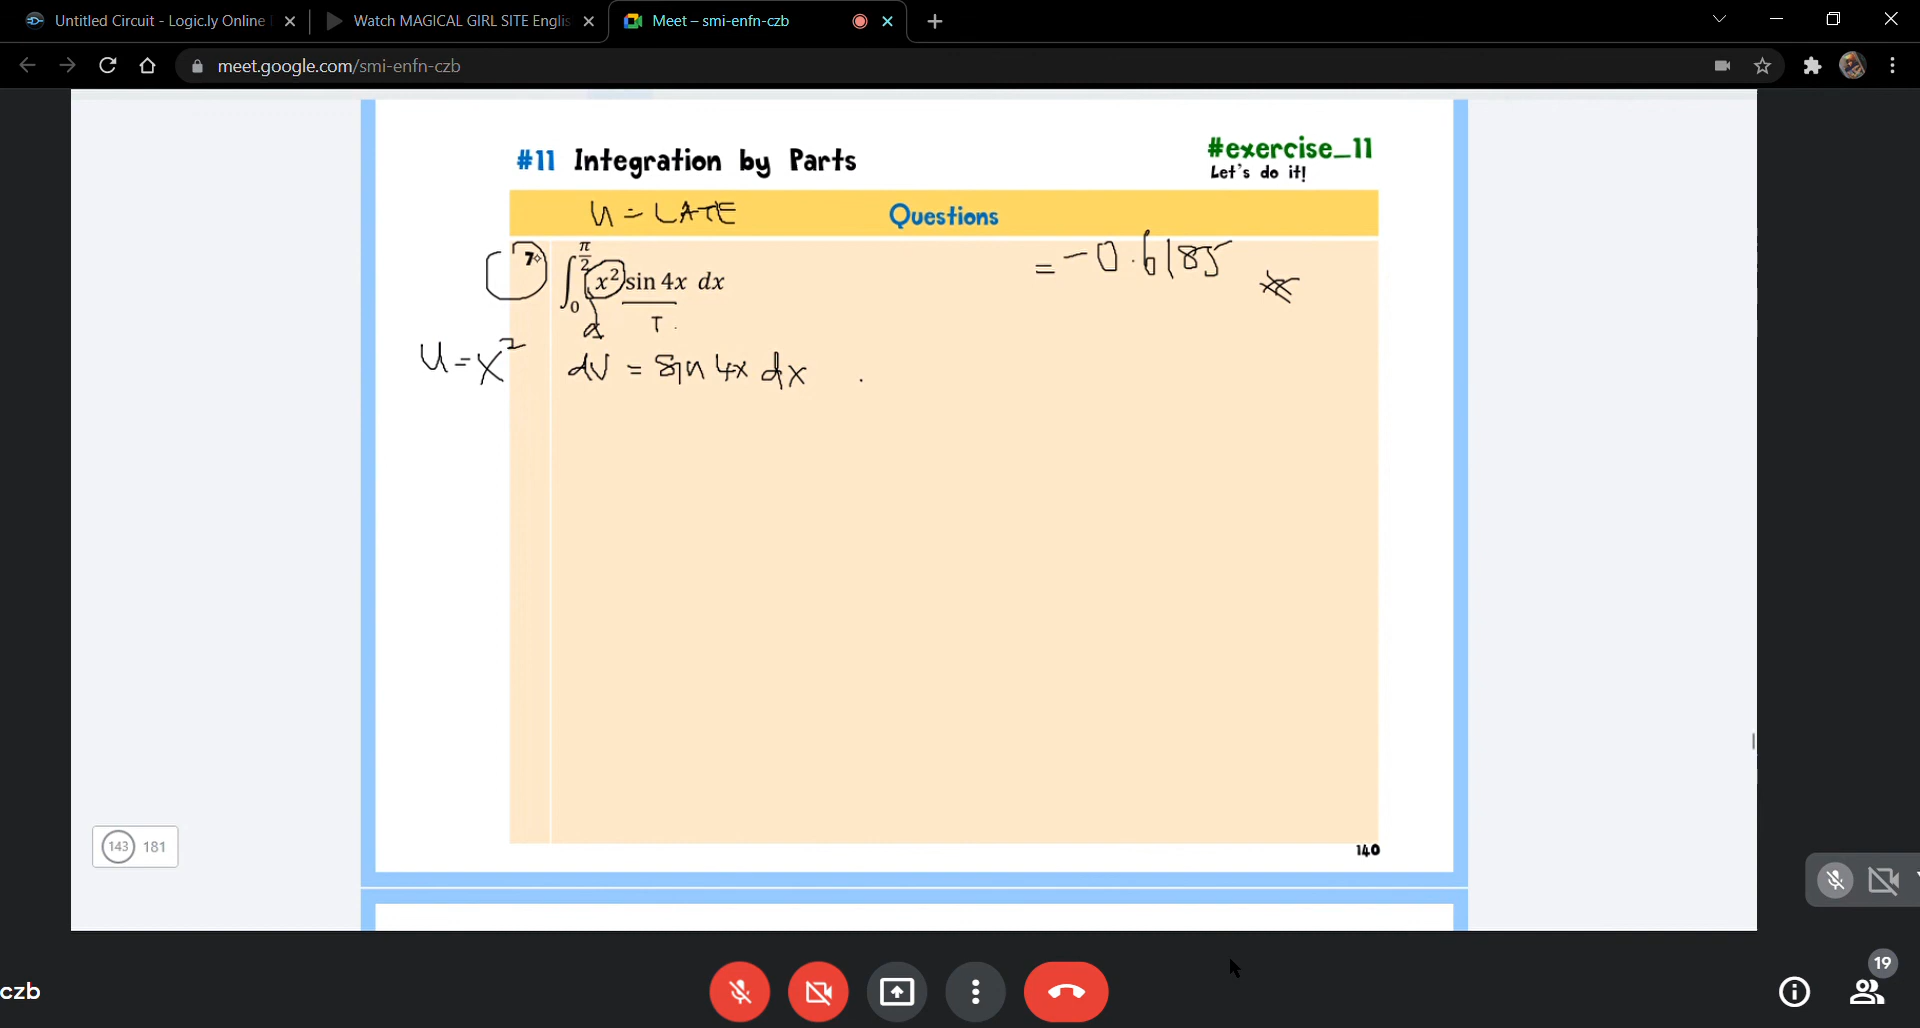 Untitled Circuit - Logic.ly Online
Watch MAGICAL GIRL SITE Englis
Meet – smi-enfn-czb
meet.google.com/smi-enfn-czb
#11 Integration by Parts
#exercise_11
Let's do it!
u = LATE
Questions
7
∫₀^(π/2) x² sin 4x dx
= -0.6185
a T
u = x² dv = sin 4x dx
143 181
140
czb
19